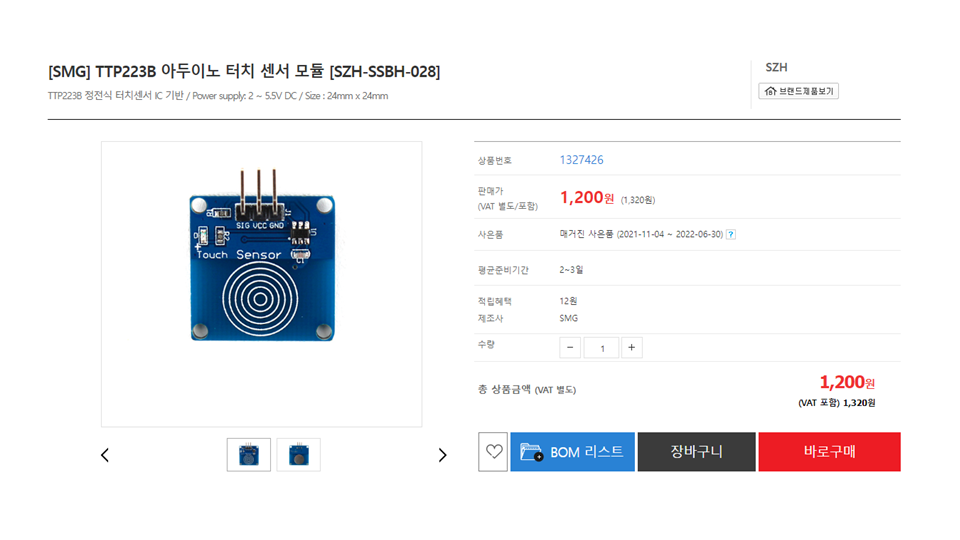 [SMG] TTP223B 아두이노 터치 센서 모듈 [SZH-SSBH-028]
TTP223B 정전식 터치센서 IC 기반 / Power supply: 2 ~ 5.5V DC / Size : 24mm x 24mm
SZH
브랜드제품보기
상품번호 1327426
판매가
(VAT 별도/포함)
1,200원 (1,320원)
사은품 매거진 사은품 (2021-11-04 ~ 2022-06-30) ?
평균준비기간 2~3일
적립혜택 12원
제조사 SMG
수량 − 1 +
총 상품금액 (VAT 별도) 1,200원
(VAT 포함) 1,320원
BOM 리스트 장바구니 바로구매
SIG VCC GND
Touch Sensor
C1